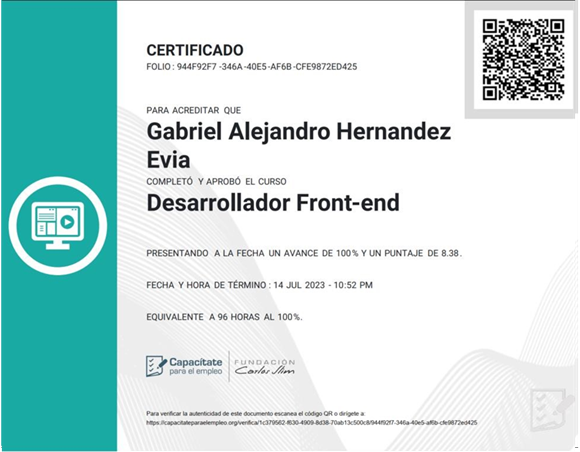 CERTIFICADO
FOLIO : 944F92F7 -346A -40E5 -AF6B -CFE9872ED425
PARA ACREDITAR QUE
Gabriel Alejandro Hernandez
Evia
COMPLETÓ Y APROBÓ EL CURSO
Desarrollador Front-end
PRESENTANDO A LA FECHA UN AVANCE DE 100% Y UN PUNTAJE DE 8.38.
FECHA Y HORA DE TÉRMINO : 14 JUL 2023 - 10:52 PM
EQUIVALENTE A 96 HORAS AL 100%.
Capacítate
para el empleo
FUNDACIÓN
Carlos Slim
Para verificar la autenticidad de este documento escanea el código QR o dirígete a:
https://capacitateparaelempleo.org/verifica/1c379562-f630-4909-8d38-70ab13c500c8/944f92f7-346a-40e5-af6b-cfe9872ed425